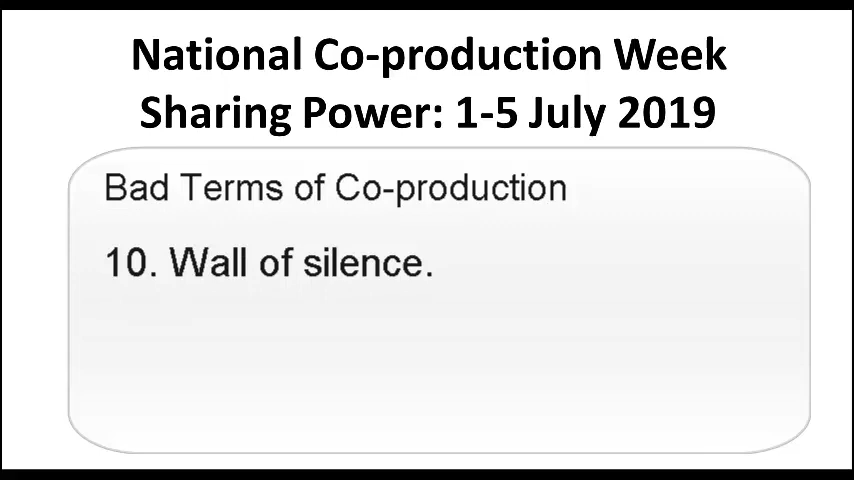 National Co-production Week
Sharing Power: 1-5 July 2019
Bad Terms of Co-production
10. Wall of silence.